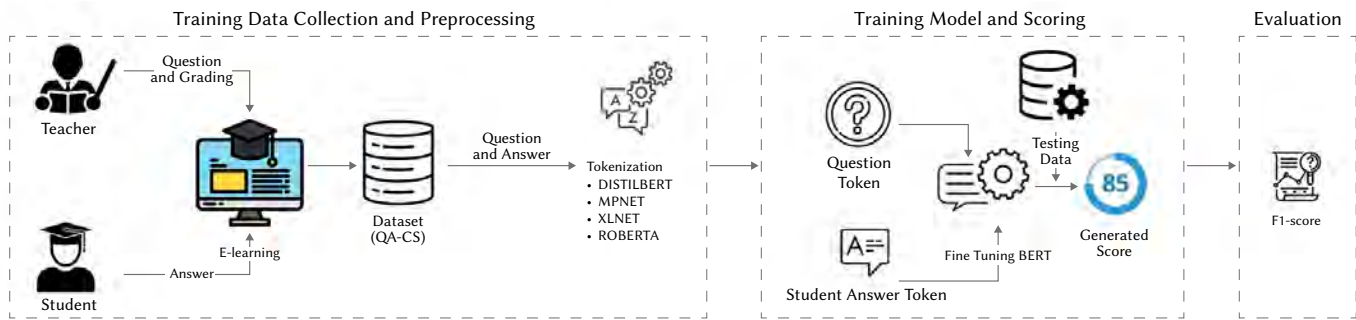 Training Data Collection and Preprocessing
Question
and Grading
Teacher
E-learning
Answer
Student
Dataset
(QA-CS)
Question
and Answer
A
Z
Tokenization
• DISTILBERT
• MPNET
• XLNET
• ROBERTA
Training Model and Scoring
?
Question
Token
A
Student Answer Token
Fine Tuning BERT
Testing
Data
85
Generated
Score
Evaluation
?
F1-score